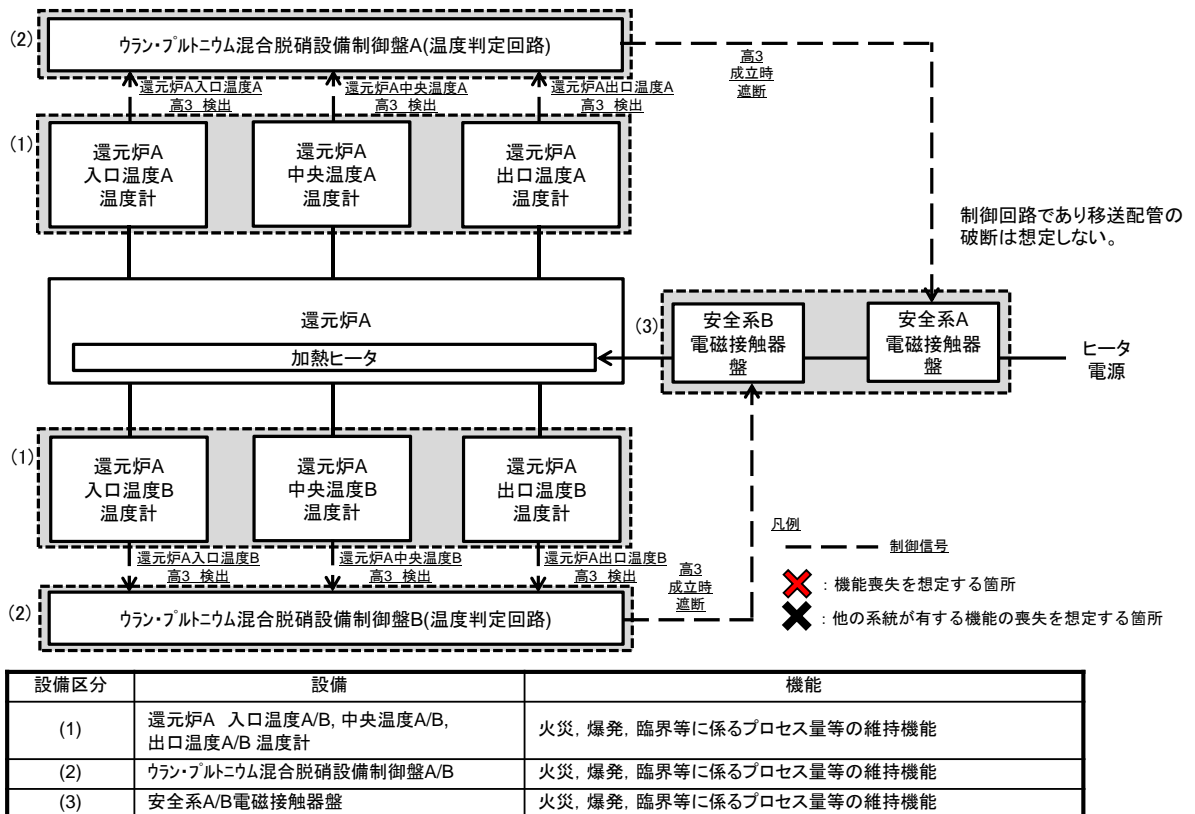 (2)
ウラン・プルトニウム混合脱硝設備制御盤A(温度判定回路)
高3
成立時
遮断
還元炉A入口温度A
高3 検出
還元炉A中央温度A
高3 検出
還元炉A出口温度A
高3 検出
(1)
還元炉A
入口温度A
温度計
還元炉A
中央温度A
温度計
還元炉A
出口温度A
温度計
制御回路であり移送配管の
破断は想定しない。
還元炉A
加熱ヒータ
(3)
安全系B
電磁接触器
盤
安全系A
電磁接触器
盤
ヒータ
電源
(1)
還元炉A
入口温度B
温度計
還元炉A
中央温度B
温度計
還元炉A
出口温度B
温度計
還元炉A入口温度B
高3 検出
還元炉A中央温度B
高3 検出
還元炉A出口温度B
高3 検出
(2)
ウラン・プルトニウム混合脱硝設備制御盤B(温度判定回路)
高3
成立時
遮断
凡例
制御信号
：機能喪失を想定する箇所
：他の系統が有する機能の喪失を想定する箇所
設備区分 設備 機能
(1) 還元炉A 入口温度A/B, 中央温度A/B,
出口温度A/B 温度計 火災, 爆発, 臨界等に係るプロセス量等の維持機能
(2) ウラン・プルトニウム混合脱硝設備制御盤A/B 火災, 爆発, 臨界等に係るプロセス量等の維持機能
(3) 安全系A/B電磁接触器盤 火災, 爆発, 臨界等に係るプロセス量等の維持機能